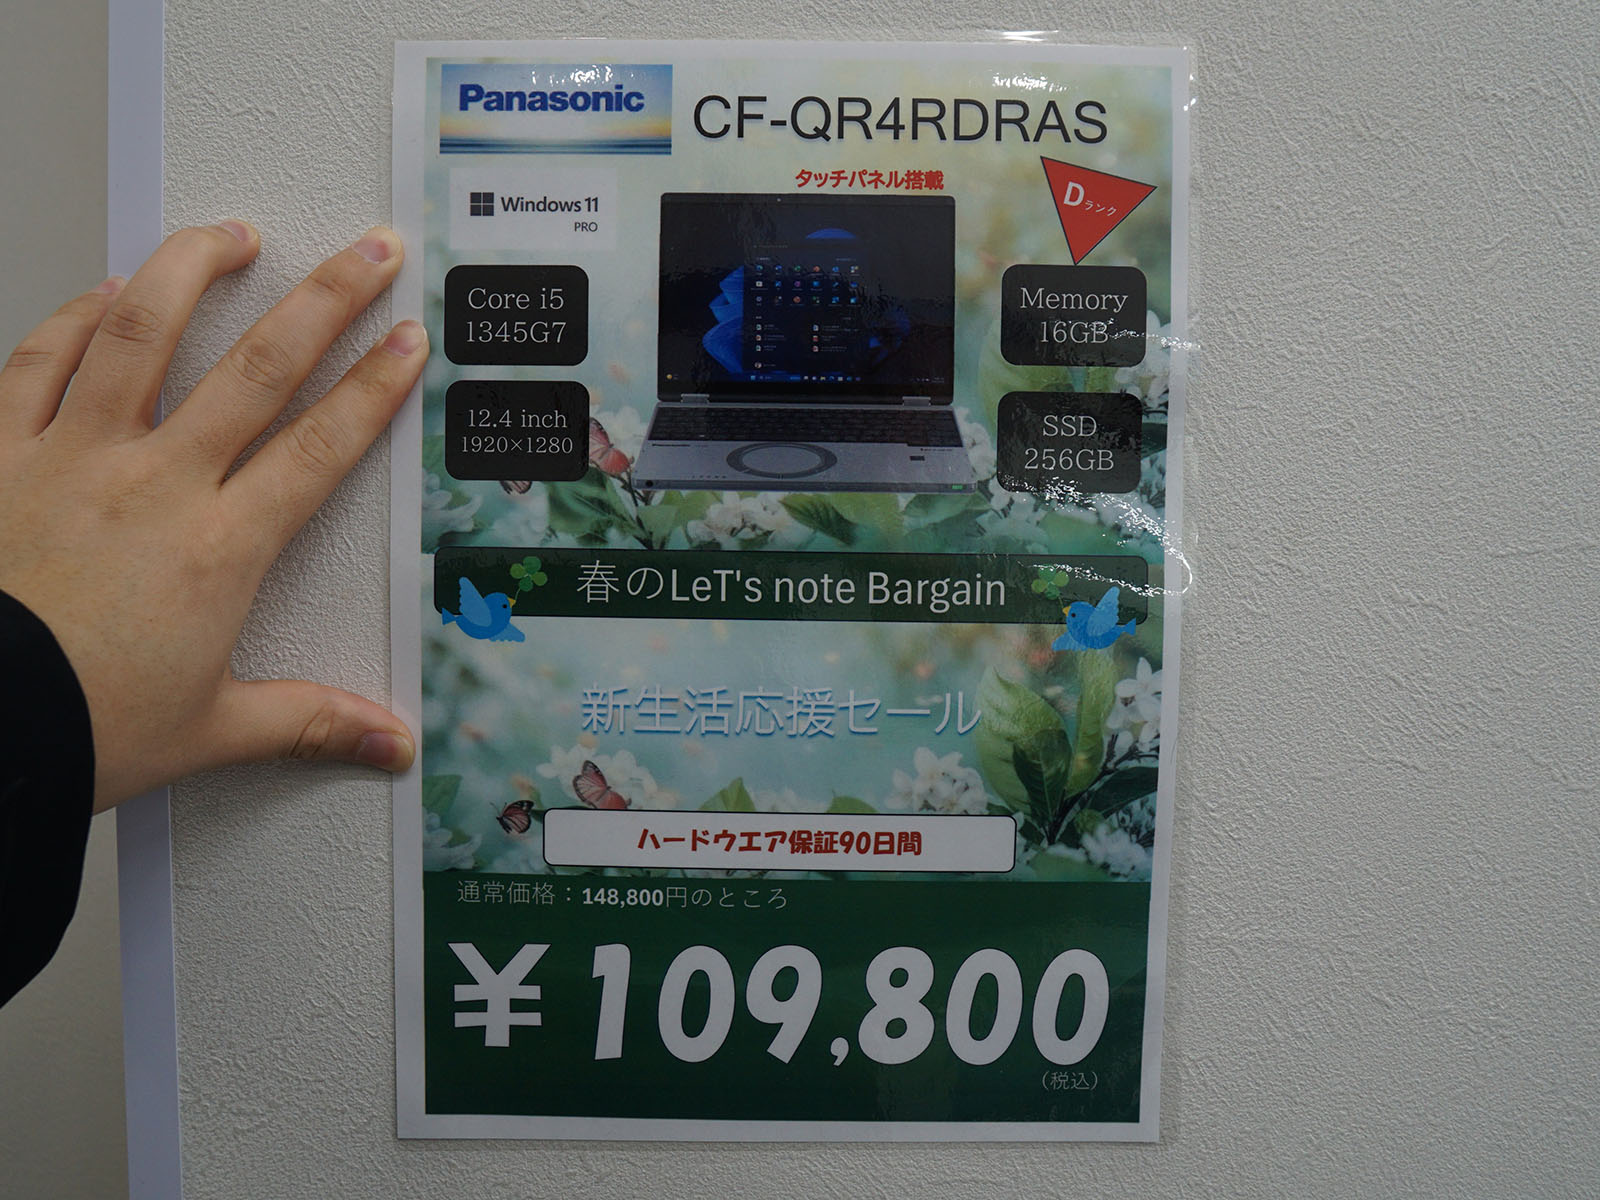 Panasonic
CF-QR4RDRAS
タッチパネル搭載
Dランク
Windows 11
PRO
Core i5
1345G7
Memory
16GB
12.4 inch
1920×1280
SSD
256GB
Panasonic
春のLeT's note Bargain
新生活応援セール
ハードウエア保証90日間
通常価格：148,800円のところ
¥109,800
（税込）